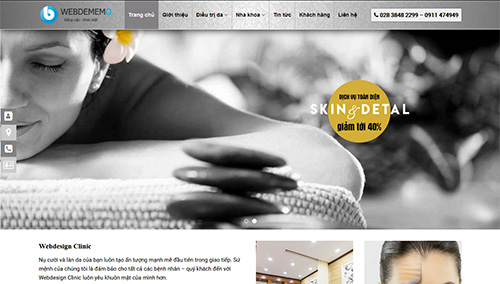 WEBDEMEMO
Đẳng cấp - khác biệt
Trang chủ
Giới thiệu
Điều trị da
Nha khoa
Tin tức
Khách hàng
Liên hệ
028 3848 2299 – 0911 474949
DỊCH VỤ TOÀN DIỆN
SKIN & DETAL
giảm tới 40%
Webdesign Clinic
Nụ cười và làn da của bạn luôn tạo ấn tượng mạnh mẽ đầu tiên trong giao tiếp. Sứ
mệnh của chúng tôi là đảm bảo cho tất cả các bệnh nhân – quý khách đến với
Webdesign Clinic luôn yêu khuôn mặt của mình hơn.